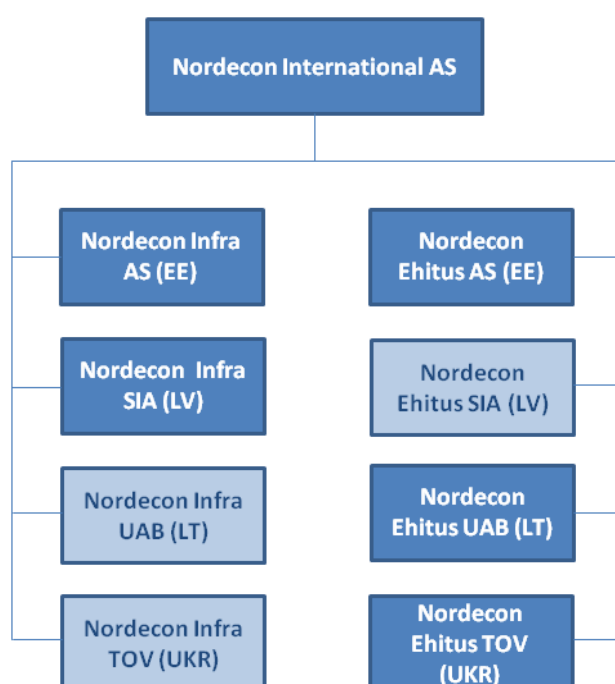 Nordecon International AS
Nordecon Infra
AS (EE)
Nordecon
Ehitus AS (EE)
Nordecon Infra
SIA (LV)
Nordecon
Ehitus SIA (LV)
Nordecon Infra
UAB (LT)
Nordecon
Ehitus UAB (LT)
Nordecon Infra
TOV (UKR)
Nordecon
Ehitus TOV
(UKR)